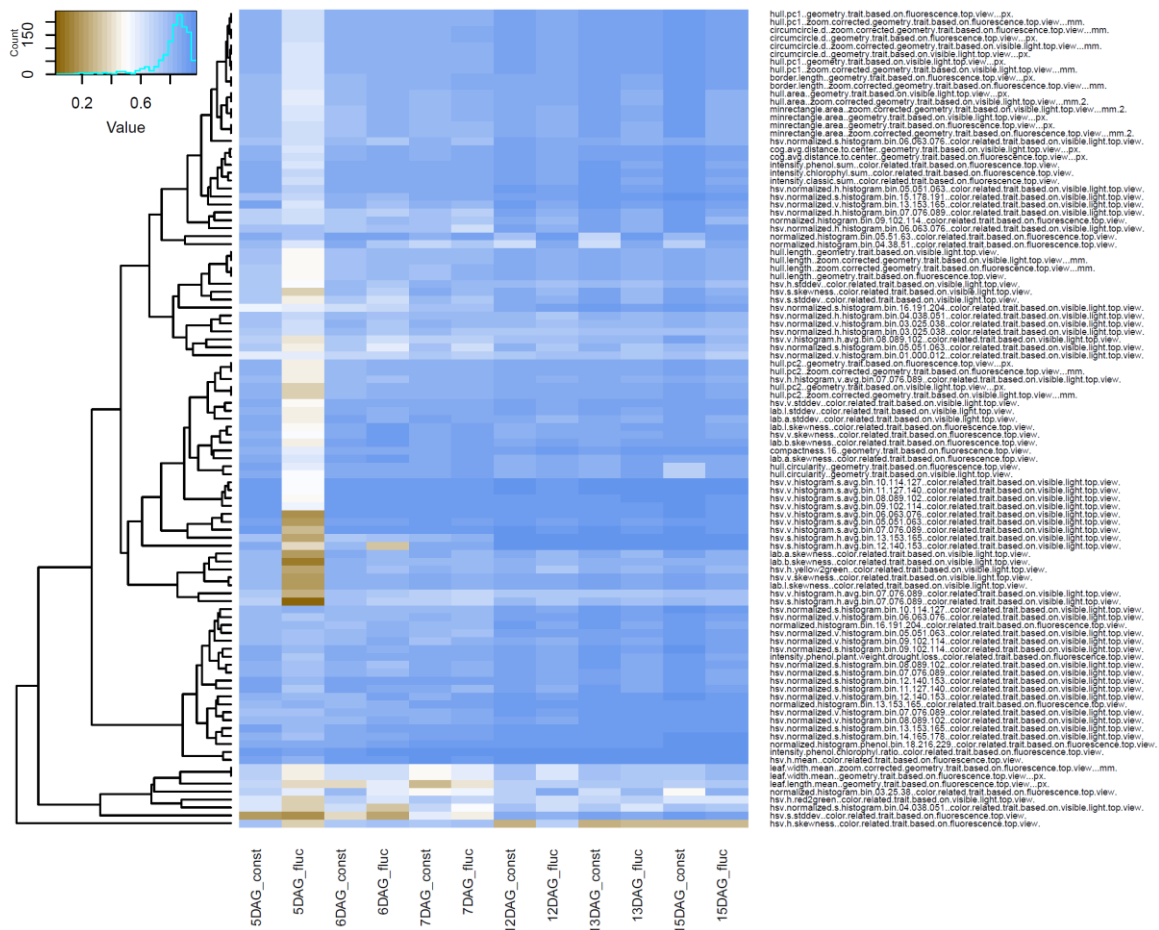 Count
0 150
0.2 0.6
Value
hull.pc1..geometry.trait.based.on.fluorescence.top.view...px.
hull.pc1..zoom.corrected.geometry.trait.based.on.fluorescence.top.view...mm.
circumcircle.d..geometry.trait.based.on.fluorescence.top.view...px.
circumcircle.d..zoom.corrected.geometry.trait.based.on.fluorescence.top.view...mm.
circumcircle.d..zoom.corrected.geometry.trait.based.on.visible.light.top.view...mm.
circumcircle.d..geometry.trait.based.on.visible.light.top.view...px.
hull.pc1..geometry.trait.based.on.visible.light.top.view...px.
hull.pc1..zoom.corrected.geometry.trait.based.on.visible.light.top.view...mm.
border.length..geometry.trait.based.on.fluorescence.top.view...px.
border.length..zoom.corrected.geometry.trait.based.on.fluorescence.top.view...mm.
hull.area..geometry.trait.based.on.visible.light.top.view...px.
hull.area..zoom.corrected.geometry.trait.based.on.visible.light.top.view...mm.2.
minrectangle.area..geometry.trait.based.on.visible.light.top.view...px.
minrectangle.area..geometry.trait.based.on.fluorescence.top.view...px.
minrectangle.area..zoom.corrected.geometry.trait.based.on.fluorescence.top.view...mm.2.
hsv.normalized.s.histogram.bin.06.063.076..color.related.trait.based.on.visible.light.top.view.
cog.avg.distance.to.center..geometry.trait.based.on.visible.light.top.view...px.
cog.avg.distance.to.center..geometry.trait.based.on.fluorescence.top.view...px.
intensity.phenol.sum..color.related.trait.based.on.fluorescence.top.view.
intensity.chlorophyl.sum..color.related.trait.based.on.fluorescence.top.view.
intensity.classic.sum..color.related.trait.based.on.fluorescence.top.view.
hsv.normalized.h.histogram.bin.05.051.063..color.related.trait.based.on.visible.light.top.view.
hsv.normalized.s.histogram.bin.15.178.191..color.related.trait.based.on.visible.light.top.view.
hsv.normalized.v.histogram.bin.13.153.165..color.related.trait.based.on.visible.light.top.view.
hsv.normalized.h.histogram.bin.07.076.089..color.related.trait.based.on.visible.light.top.view.
normalized.histogram.bin.09.102.114..color.related.trait.based.on.fluorescence.top.view.
hsv.normalized.h.histogram.bin.06.063.076..color.related.trait.based.on.visible.light.top.view.
normalized.histogram.bin.05.51.63..color.related.trait.based.on.fluorescence.top.view.
normalized.histogram.bin.04.38.51..color.related.trait.based.on.fluorescence.top.view.
hull.length..geometry.trait.based.on.visible.light.top.view.
hull.length..zoom.corrected.geometry.trait.based.on.visible.light.top.view...mm.
hull.length..zoom.corrected.geometry.trait.based.on.fluorescence.top.view...mm.
hull.length..geometry.trait.based.on.fluorescence.top.view.
hsv.h.stddev..color.related.trait.based.on.visible.light.top.view.
hsv.s.skewness..color.related.trait.based.on.visible.light.top.view.
hsv.s.stddev..color.related.trait.based.on.visible.light.top.view.
hsv.normalized.s.histogram.bin.16.191.204..color.related.trait.based.on.visible.light.top.view.
hsv.normalized.h.histogram.bin.04.038.051..color.related.trait.based.on.visible.light.top.view.
hsv.normalized.v.histogram.bin.03.025.038..color.related.trait.based.on.visible.light.top.view.
hsv.normalized.h.histogram.bin.03.025.038..color.related.trait.based.on.visible.light.top.view.
hsv.v.histogram.h.avg.bin.08.089.102..color.related.trait.based.on.visible.light.top.view.
hsv.normalized.s.histogram.bin.05.051.063..color.related.trait.based.on.visible.light.top.view.
hsv.normalized.v.histogram.bin.01.000.012..color.related.trait.based.on.visible.light.top.view.
hull.pc2..geometry.trait.based.on.fluorescence.top.view...px.
hull.pc2..zoom.corrected.geometry.trait.based.on.fluorescence.top.view...mm.
hsv.h.histogram.v.avg.bin.07.076.089..color.related.trait.based.on.visible.light.top.view.
hull.pc2..geometry.trait.based.on.visible.light.top.view...px.
hull.pc2..zoom.corrected.geometry.trait.based.on.visible.light.top.view...mm.
hsv.v.stddev..color.related.trait.based.on.visible.light.top.view.
lab.l.stddev..color.related.trait.based.on.visible.light.top.view.
lab.a.stddev..color.related.trait.based.on.visible.light.top.view.
lab.l.skewness..color.related.trait.based.on.fluorescence.top.view.
hsv.v.skewness..color.related.trait.based.on.fluorescence.top.view.
lab.b.skewness..color.related.trait.based.on.fluorescence.top.view.
compactness.16..geometry.trait.based.on.fluorescence.top.view.
lab.a.skewness..color.related.trait.based.on.fluorescence.top.view.
hull.circularity..geometry.trait.based.on.fluorescence.top.view.
hull.circularity..geometry.trait.based.on.visible.light.top.view.
hsv.v.histogram.s.avg.bin.10.114.127..color.related.trait.based.on.visible.light.top.view.
hsv.v.histogram.s.avg.bin.11.127.140..color.related.trait.based.on.visible.light.top.view.
hsv.v.histogram.s.avg.bin.08.089.102..color.related.trait.based.on.visible.light.top.view.
hsv.v.histogram.s.avg.bin.09.102.114..color.related.trait.based.on.visible.light.top.view.
hsv.v.histogram.s.avg.bin.06.063.076..color.related.trait.based.on.visible.light.top.view.
hsv.v.histogram.s.avg.bin.05.051.063..color.related.trait.based.on.visible.light.top.view.
hsv.v.histogram.s.avg.bin.07.076.089..color.related.trait.based.on.visible.light.top.view.
hsv.s.histogram.h.avg.bin.13.153.165..color.related.trait.based.on.visible.light.top.view.
hsv.s.histogram.h.avg.bin.12.140.153..color.related.trait.based.on.visible.light.top.view.
lab.a.skewness..color.related.trait.based.on.visible.light.top.view.
lab.b.skewness..color.related.trait.based.on.visible.light.top.view.
hsv.h.yellow2green..color.related.trait.based.on.visible.light.top.view.
hsv.v.skewness..color.related.trait.based.on.visible.light.top.view.
lab.l.skewness..color.related.trait.based.on.visible.light.top.view.
hsv.v.histogram.h.avg.bin.07.076.089..color.related.trait.based.on.visible.light.top.view.
hsv.s.histogram.h.avg.bin.07.076.089..color.related.trait.based.on.visible.light.top.view.
hsv.normalized.s.histogram.bin.10.114.127..color.related.trait.based.on.visible.light.top.view.
hsv.normalized.v.histogram.bin.06.063.076..color.related.trait.based.on.visible.light.top.view.
normalized.histogram.bin.16.191.204..color.related.trait.based.on.fluorescence.top.view.
hsv.normalized.v.histogram.bin.05.051.063..color.related.trait.based.on.visible.light.top.view.
hsv.normalized.v.histogram.bin.09.102.114..color.related.trait.based.on.visible.light.top.view.
hsv.normalized.s.histogram.bin.09.102.114..color.related.trait.based.on.visible.light.top.view.
intensity.phenol.plant.weight.drought.loss..color.related.trait.based.on.fluorescence.top.view.
hsv.normalized.s.histogram.bin.08.089.102..color.related.trait.based.on.visible.light.top.view.
hsv.normalized.s.histogram.bin.07.076.089..color.related.trait.based.on.visible.light.top.view.
hsv.normalized.s.histogram.bin.12.140.153..color.related.trait.based.on.visible.light.top.view.
hsv.normalized.s.histogram.bin.11.127.140..color.related.trait.based.on.visible.light.top.view.
hsv.normalized.v.histogram.bin.12.140.153..color.related.trait.based.on.visible.light.top.view.
normalized.histogram.bin.13.153.165..color.related.trait.based.on.fluorescence.top.view.
hsv.normalized.v.histogram.bin.07.076.089..color.related.trait.based.on.visible.light.top.view.
hsv.normalized.v.histogram.bin.08.089.102..color.related.trait.based.on.visible.light.top.view.
hsv.normalized.s.histogram.bin.13.153.165..color.related.trait.based.on.visible.light.top.view.
hsv.normalized.s.histogram.bin.14.165.178..color.related.trait.based.on.visible.light.top.view.
normalized.histogram.phenol.bin.18.216.229..color.related.trait.based.on.fluorescence.top.view.
intensity.phenol.chlorophyl.ratio..color.related.trait.based.on.fluorescence.top.view.
hsv.h.mean..color.related.trait.based.on.fluorescence.top.view.
leaf.width.mean..zoom.corrected.geometry.trait.based.on.fluorescence.top.view...mm.
leaf.width.mean..geometry.trait.based.on.fluorescence.top.view...px.
leaf.length.mean..geometry.trait.based.on.fluorescence.top.view...px.
normalized.histogram.bin.03.25.38..color.related.trait.based.on.fluorescence.top.view.
hsv.h.red2green..color.related.trait.based.on.visible.light.top.view.
hsv.normalized.s.histogram.bin.04.038.051..color.related.trait.based.on.visible.light.top.view.
hsv.s.stddev..color.related.trait.based.on.fluorescence.top.view.
hsv.h.skewness..color.related.trait.based.on.fluorescence.top.view.
5DAG_const
5DAG_fluc
6DAG_const
6DAG_fluc
7DAG_const
7DAG_fluc
12DAG_const
12DAG_fluc
13DAG_const
13DAG_fluc
15DAG_const
15DAG_fluc